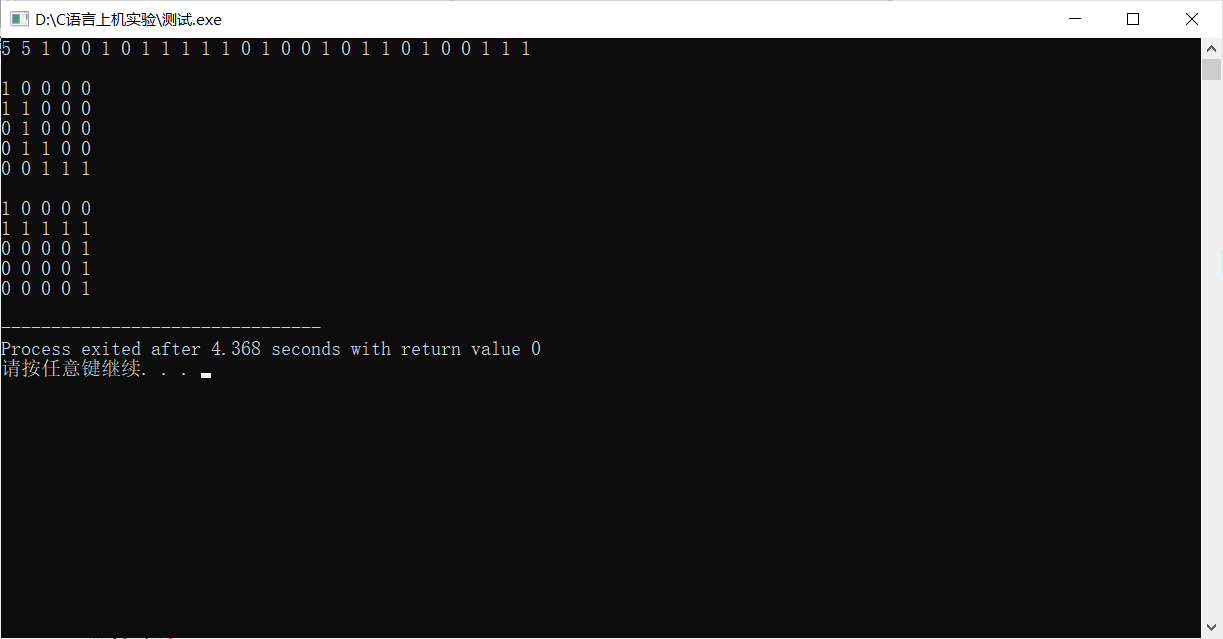 D:\C语言上机实验\测试.exe
5 5 1 0 0 1 0 1 1 1 1 1 0 1 0 0 1 0 1 1 0 1 0 0 1 1 1
1 0 0 0 0
1 1 0 0 0
0 1 0 0 0
0 1 1 0 0
0 0 1 1 1
1 0 0 0 0
1 1 1 1 1
0 0 0 0 1
0 0 0 0 1
0 0 0 0 1
--------------------------------
Process exited after 4.368 seconds with return value 0
请按任意键继续. . .